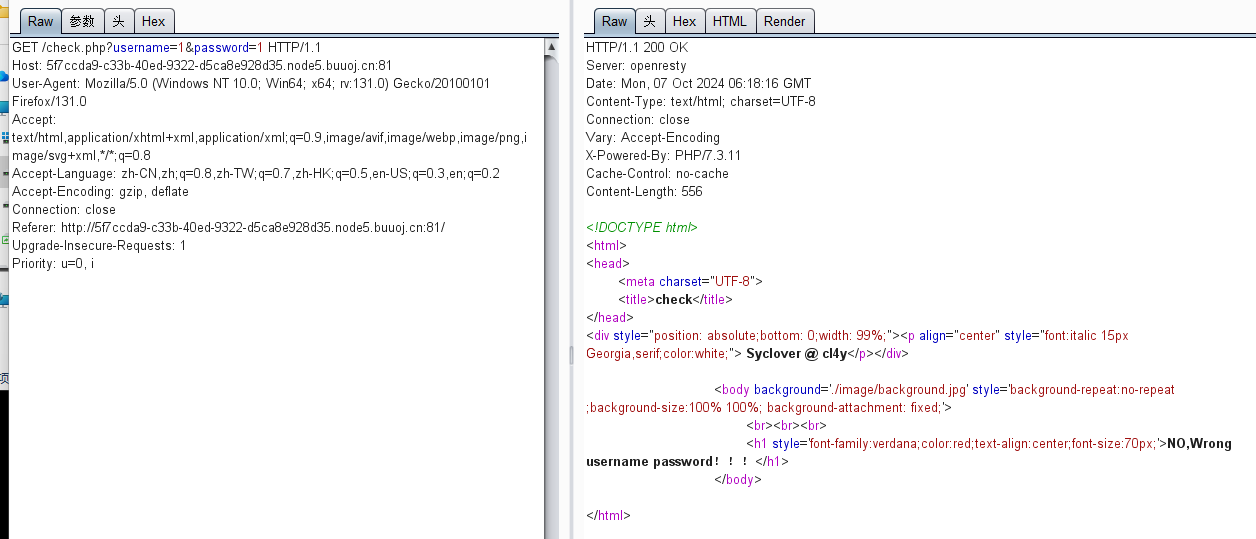 Raw 参数 头 Hex
GET /check.php?username=1&password=1 HTTP/1.1
Host: 5f7ccda9-c33b-40ed-9322-d5ca8e928d35.node5.buuoj.cn:81
User-Agent: Mozilla/5.0 (Windows NT 10.0; Win64; x64; rv:131.0) Gecko/20100101
Firefox/131.0
Accept:
text/html,application/xhtml+xml,application/xml;q=0.9,image/avif,image/webp,image/png,i
mage/svg+xml,*/*;q=0.8
Accept-Language: zh-CN,zh;q=0.8,zh-TW;q=0.7,zh-HK;q=0.5,en-US;q=0.3,en;q=0.2
Accept-Encoding: gzip, deflate
Connection: close
Referer: http://5f7ccda9-c33b-40ed-9322-d5ca8e928d35.node5.buuoj.cn:81/
Upgrade-Insecure-Requests: 1
Priority: u=0, i
Raw 头 Hex HTML Render
HTTP/1.1 200 OK
Server: openresty
Date: Mon, 07 Oct 2024 06:18:16 GMT
Content-Type: text/html; charset=UTF-8
Connection: close
Vary: Accept-Encoding
X-Powered-By: PHP/7.3.11
Cache-Control: no-cache
Content-Length: 556
<!DOCTYPE html>
<html>
<head>
<meta charset="UTF-8">
<title>check</title>
</head>
<div style="position: absolute;bottom: 0;width: 99%;"><p align="center" style="font:italic 15px
Georgia,serif;color:white;"> Syclover @ cl4y</p></div>
<body background='./image/background.jpg' style='background-repeat:no-repeat
;background-size:100% 100%; background-attachment: fixed;'>
<br><br><br>
<h1 style='font-family:verdana;color:red;text-align:center;font-size:70px;'>NO,Wrong
username password！！！</h1>
</body>
</html>